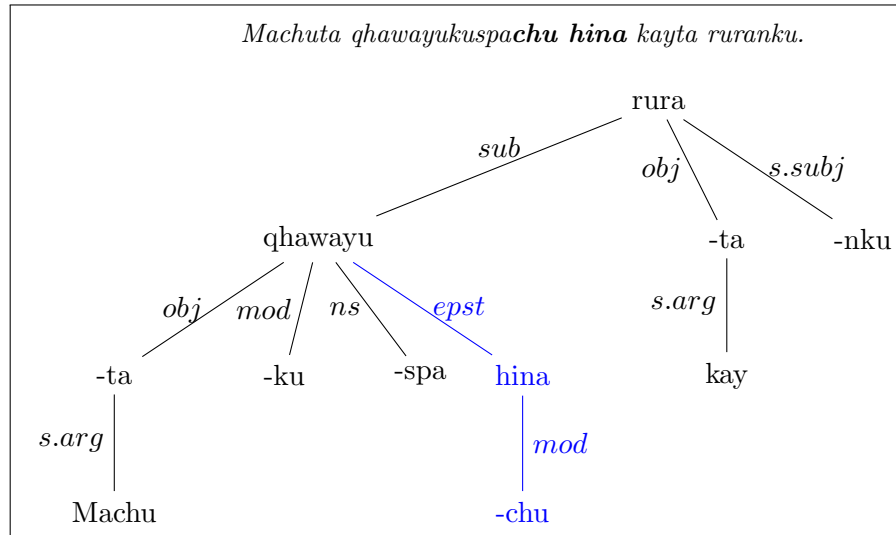 Machuta qhawayukuspachu hina kayta ruranku.
rura
sub obj s.subj
qhawayu -ta -nku
obj mod ns epst s.arg
-ta -ku -spa hina kay
s.arg mod
Machu -chu